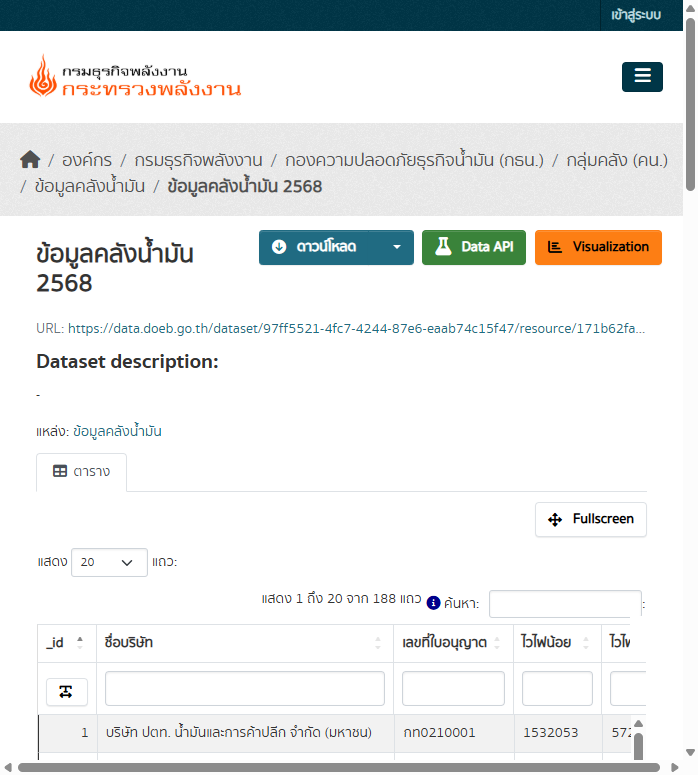 เข้าสู่ระบบ
กรมธุรกิจพลังงาน
กระทรวงพลังงาน
/ องค์กร / กรมธุรกิจพลังงาน / กองความปลอดภัยธุรกิจน้ำมัน (กธน.) / กลุ่มคลัง (คน.)
/ ข้อมูลคลังน้ำมัน / ข้อมูลคลังน้ำมัน 2568
ข้อมูลคลังน้ำมัน
2568
ดาวน์โหลด Data API Visualization
URL: https://data.doeb.go.th/dataset/97ff5521-4fc7-4244-87e6-eaab74c15f47/resource/171b62fa...
Dataset description:
-
แหล่ง: ข้อมูลคลังน้ำมัน
ตาราง
Fullscreen
แสดง 20 แถว:
แสดง 1 ถึง 20 จาก 188 แถว ค้นหา: :
_id ชื่อบริษัท เลขที่ใบอนุญาต ไวไฟน้อย
1 บริษัท ปตท. น้ำมันและการค้าปลีก จำกัด (มหาชน) กท0210001 1532053